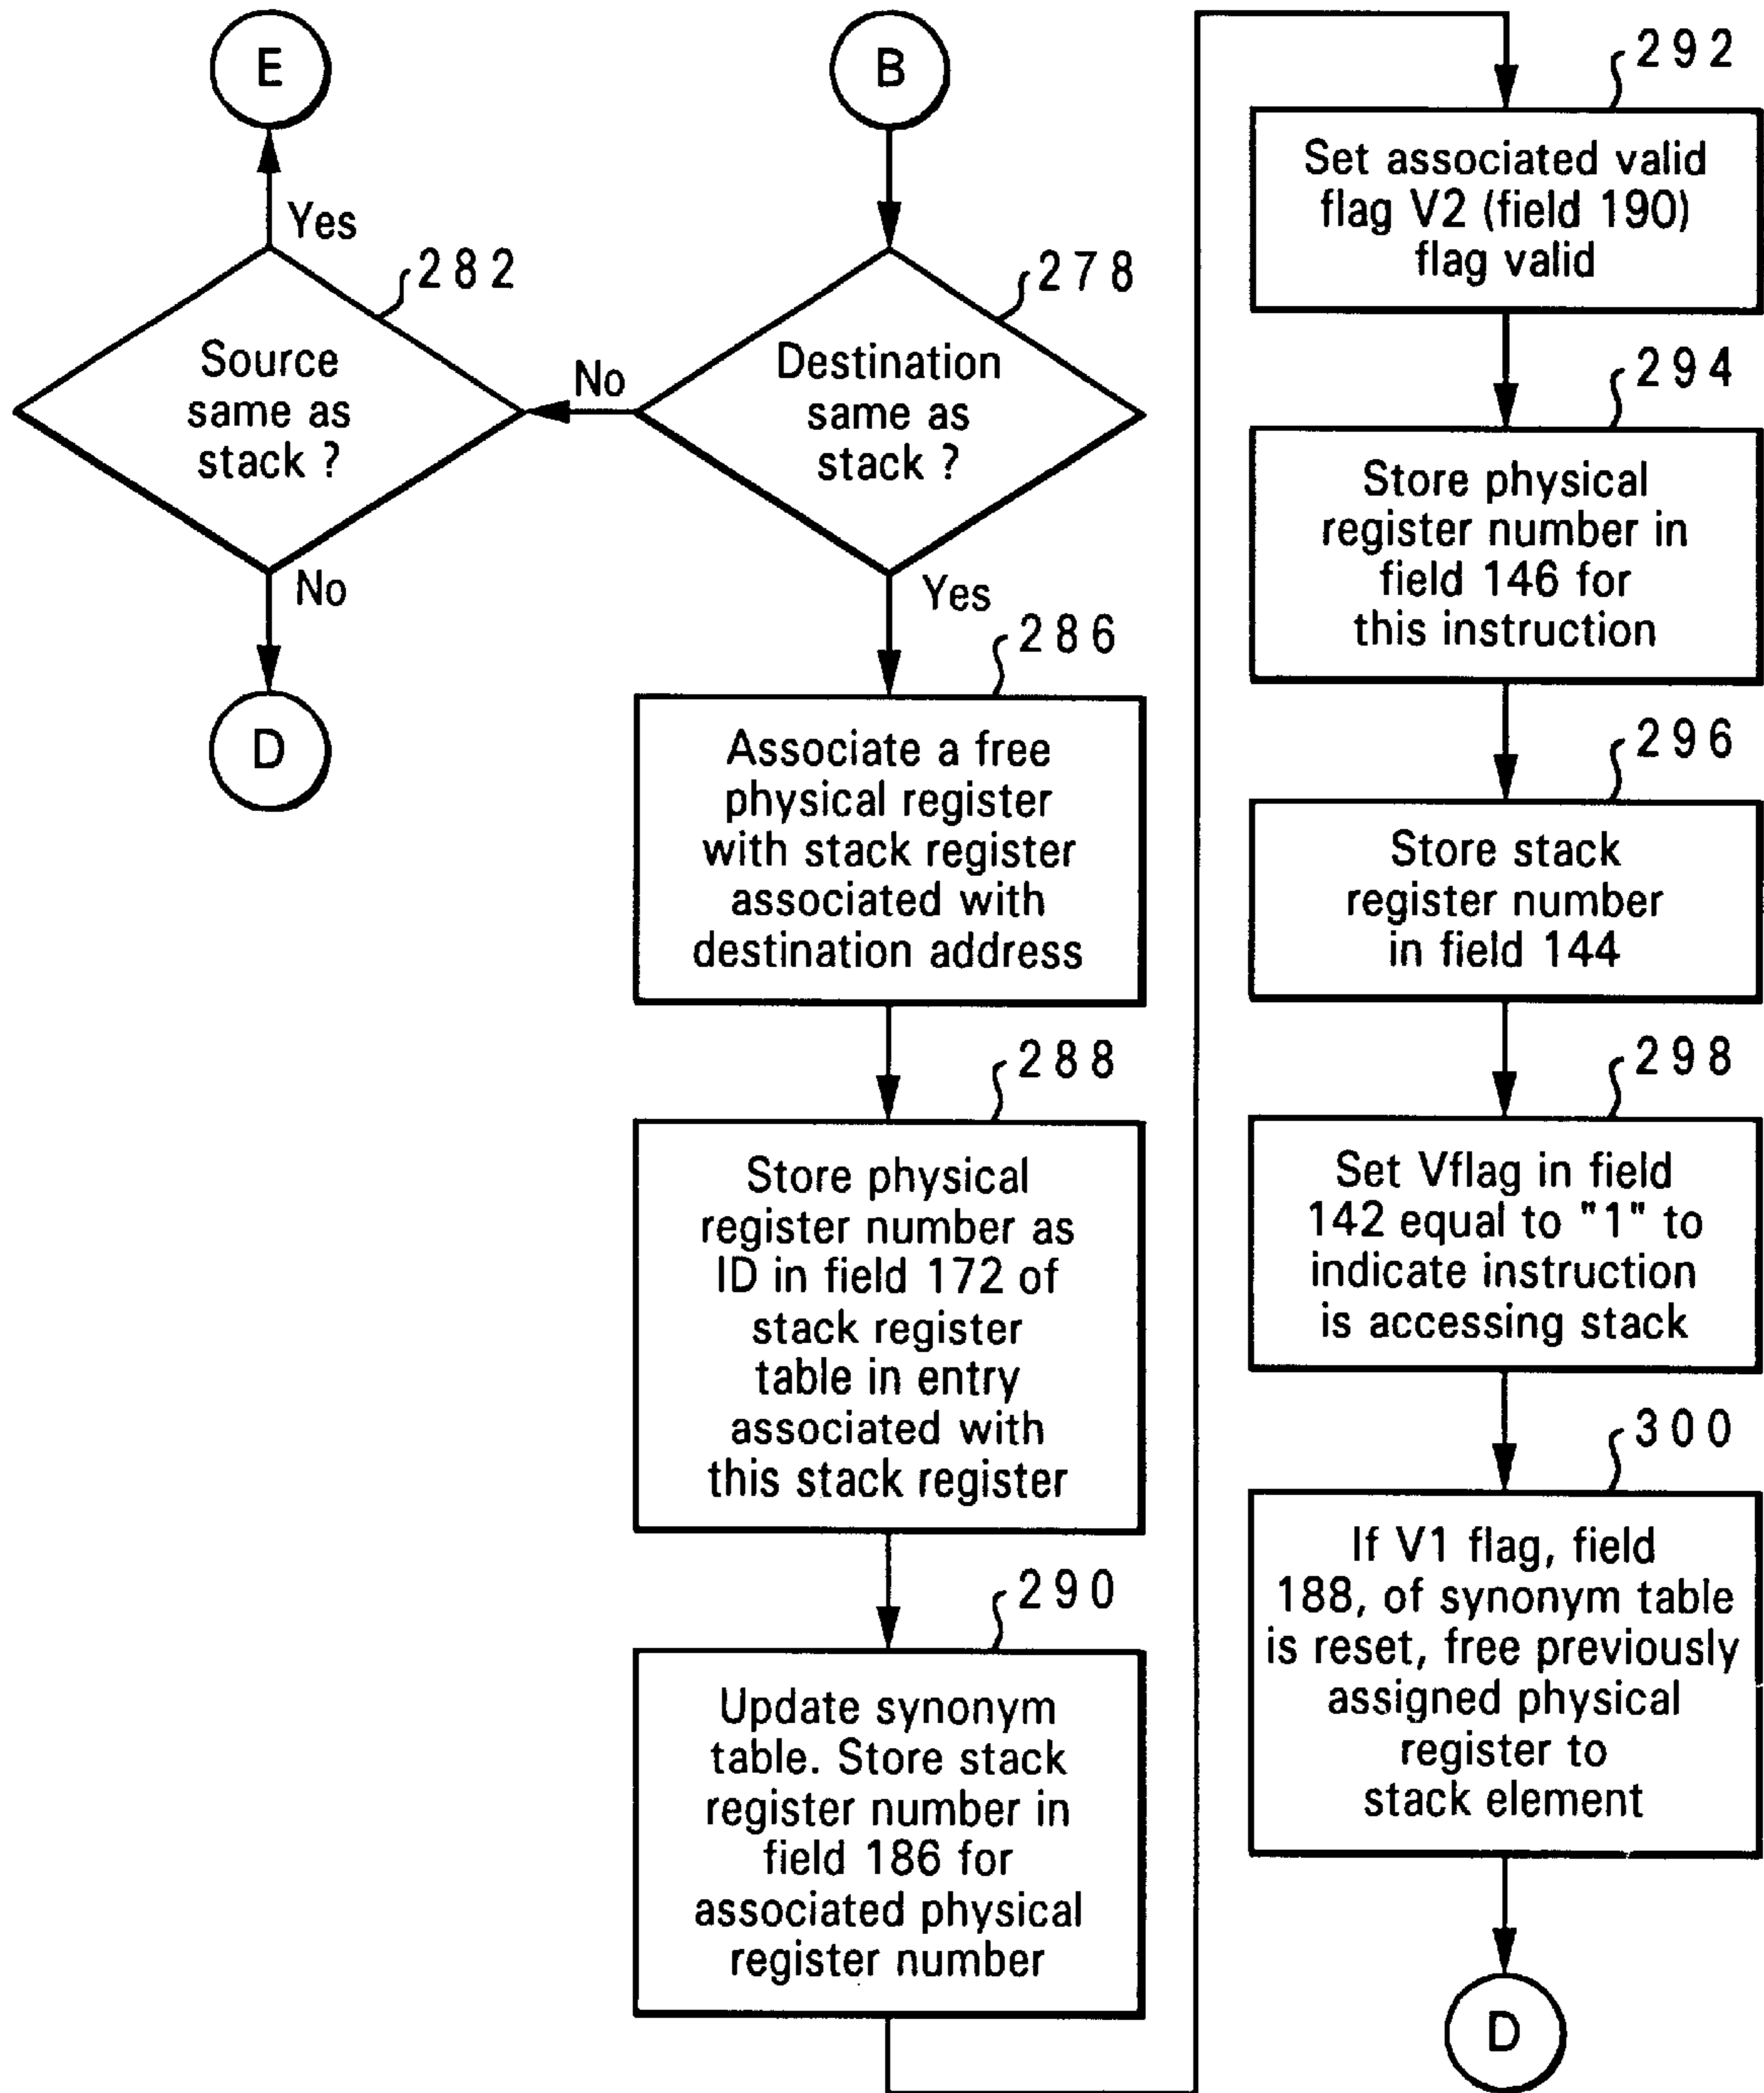 E
Yes
282
Source
same as
stack ?
No
D
B
278
Destination
same as
stack ?
No
Yes
286
Associate a free
physical register
with stack register
associated with
destination address
288
Store physical
register number as
ID in field 172 of
stack register
table in entry
associated with
this stack register
290
Update synonym
table. Store stack
register number in
field 186 for
associated physical
register number
292
Set associated valid
flag V2 (field 190)
flag valid
294
Store physical
register number in
field 146 for
this instruction
296
Store stack
register number
in field 144
298
Set Vflag in field
142 equal to "1" to
indicate instruction
is accessing stack
300
If V1 flag, field
188, of synonym table
is reset, free previously
assigned physical
register to
stack element
D